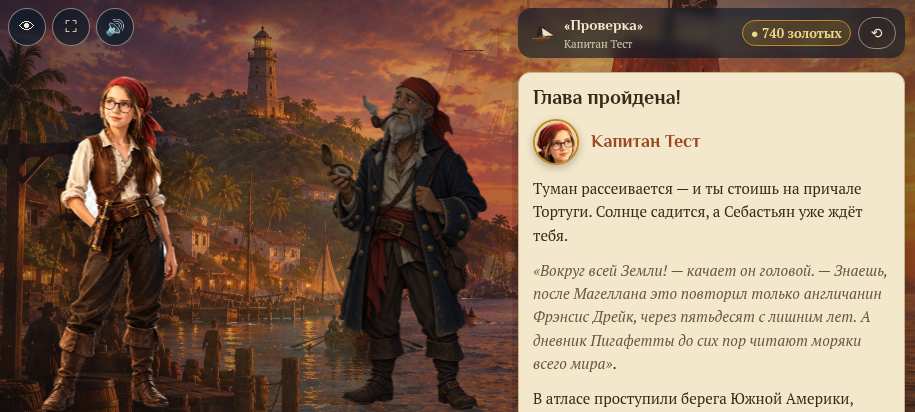 «Проверка»
Капитан Тест
● 740 золотых
Глава пройдена!
Капитан Тест
Туман рассеивается — и ты стоишь на причале
Тортуги. Солнце садится, а Себастьян уже ждёт
тебя.
«Вокруг всей Земли! — качает он головой. — Знаешь,
после Магеллана это повторил только англичанин
Фрэнсис Дрейк, через пятьдесят с лишним лет. А
дневник Пигафетты до сих пор читают моряки
всего мира».
В атласе проступили берега Южной Америки,